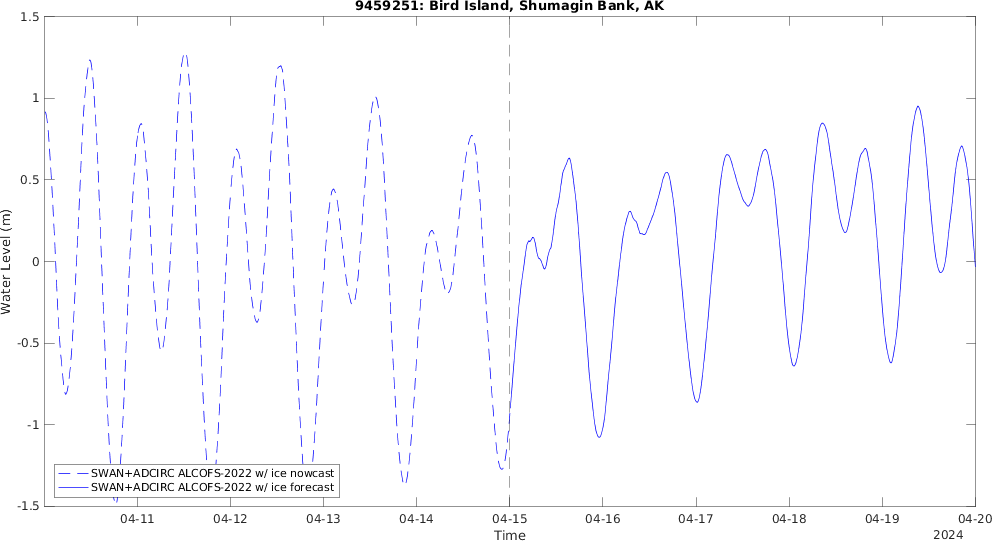 9459251: Bird Island, Shumagin Bank, AK
1.5
1
0.5
0
-0.5
-1
-1.5
Water Level (m)
SWAN+ADCIRC ALCOFS-2022 w/ ice nowcast
SWAN+ADCIRC ALCOFS-2022 w/ ice forecast
04-11 04-12 04-13 04-14 04-15 04-16 04-17 04-18 04-19 04-20
Time
2024